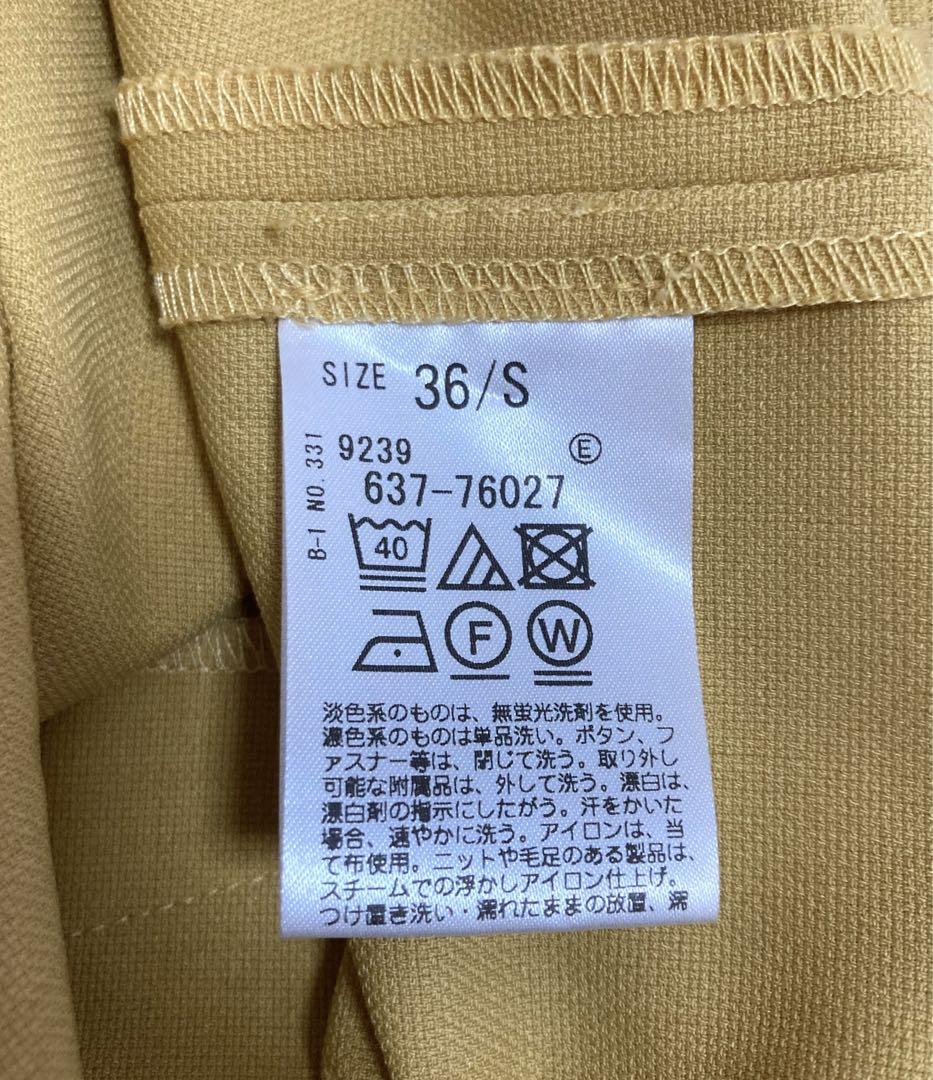 SIZE 36/S
9239 Ⓔ
637-76027
B-1 NO. 331
40
F W
淡色系のものは、無蛍光洗剤を使用。
濃色系のものは単品洗い。ボタン、フ
ァスナー等は、閉じて洗う。取り外し
可能な附属品は、外して洗う。漂白は、
漂白剤の指示にしたがう。汗をかいた
場合、速やかに洗う。アイロンは、当
て布使用。ニットや毛足のある製品は、
スチームでの浮かしアイロン仕上げ。
つけ置き洗い・濡れたままの放置、濡